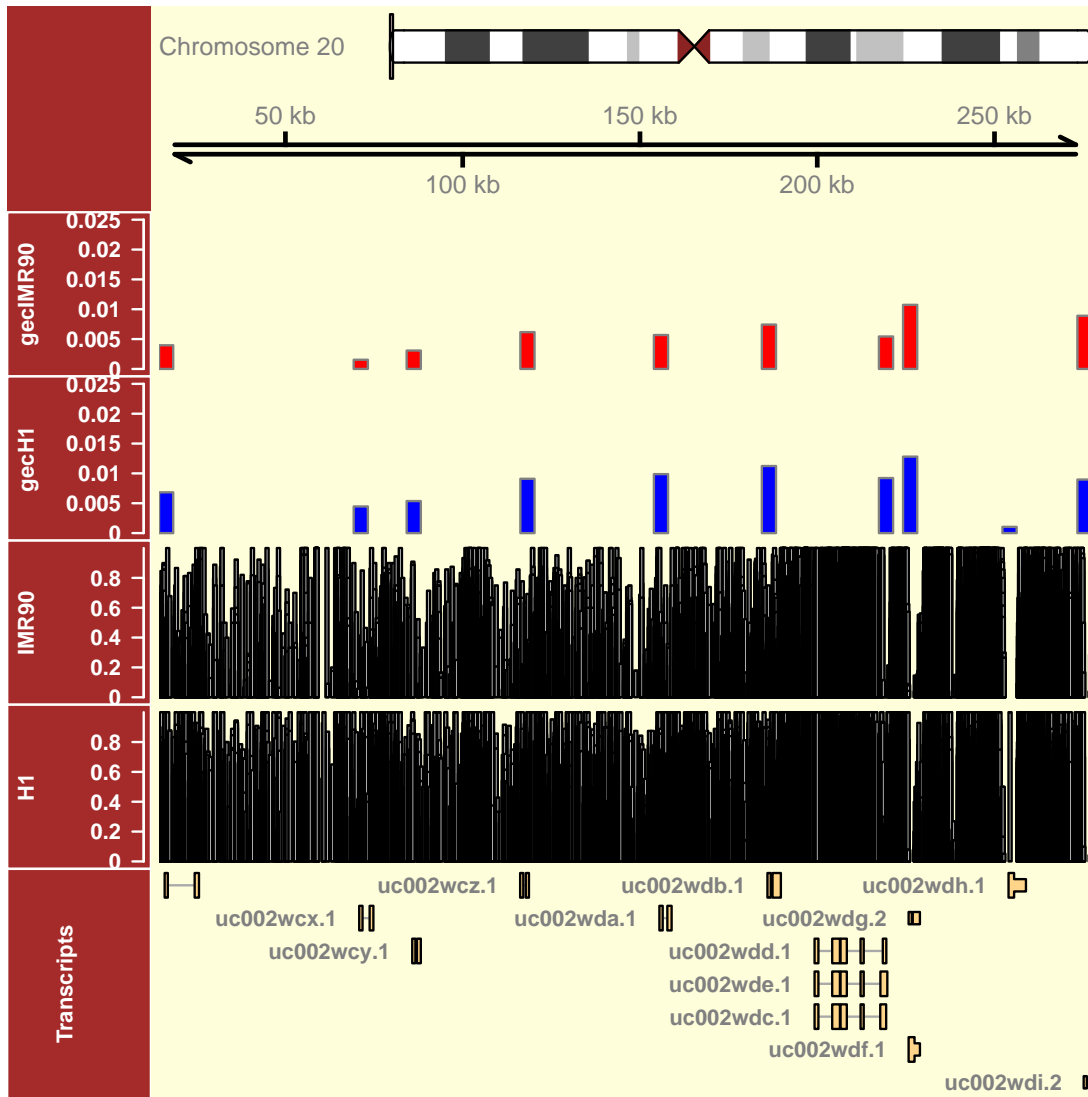 Chromosome 20
50 kb 150 kb 250 kb
100 kb 200 kb
gecIMR90
0.025
0.02
0.015
0.01
0.005
0
gecH1
0.025
0.02
0.015
0.01
0.005
0
IMR90
0.8
0.6
0.4
0.2
0
H1
0.8
0.6
0.4
0.2
0
Transcripts
uc002wcz.1 uc002wdb.1 uc002wdh.1
uc002wcx.1 uc002wda.1 uc002wdg.2
uc002wcy.1 uc002wdd.1
uc002wde.1
uc002wdc.1
uc002wdf.1
uc002wdi.2